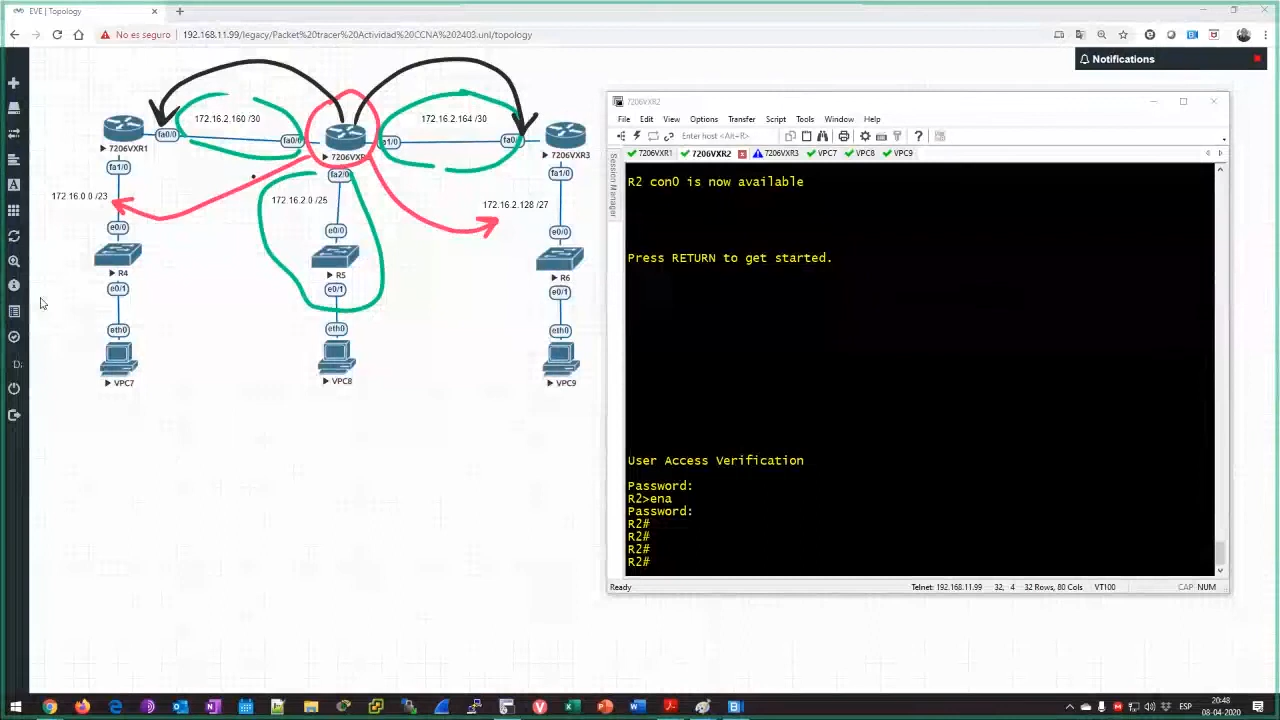 EVE | Topology
No es seguro | 192.168.11.99/legacy/Packet%20tracer%20Actividad%20CCNA%202403.unl/topology
Notifications
172.16.2.160 /30
172.16.2.164 /30
fa0/0
fa0/0
fa0
7206VXR1
7206VXR
7206VXR3
fa1/0
fa2/0
fa1/0
172.16.0.0 /23
172.16.2.0 /25
172.16.2.128 /27
e0/0
e0/0
e0/0
R4
R5
R6
e0/1
e0/1
e0/1
eth0
eth0
eth0
VPC7
VPC8
VPC9
7206VXR2
File Edit View Options Transfer Script Tools Window Help
Enter host <Alt+R>
7206VXR1 7206VXR2 7206VXR3 VPC7 VPC8 VPC9
Session Manager
R2 con0 is now available
Press RETURN to get started.
User Access Verification
Password:
R2>ena
Password:
R2#
R2#
R2#
R2#
Ready
Telnet: 192.168.11.99 32, 4 32 Rows, 80 Cols VT100 CAP NUM
ESP
20:48
08-04-2020